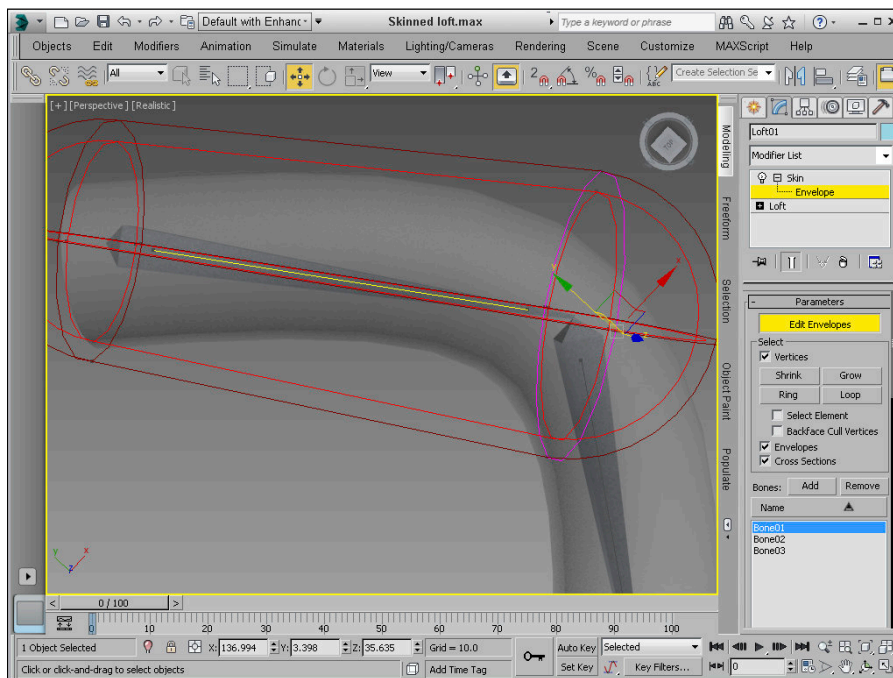 Default with Enhanc
Skinned loft.max
Type a keyword or phrase
Objects Edit Modifiers Animation Simulate Materials Lighting/Cameras Rendering Scene Customize MAXScript Help
All
View
2
%
ABC
Create Selection Se
[+] [Perspective] [Realistic]
Modeling
Freeform
Selection
Object Paint
Populate
Loft01
Modifier List
Skin
Envelope
Loft
- Parameters
Edit Envelopes
Select
Vertices
Shrink Grow
Ring Loop
Select Element
Backface Cull Vertices
Envelopes
Cross Sections
Bones: Add Remove
Name
Bone01
Bone02
Bone03
x
y
z
Y X
Z
< 0 / 100 >
0 10 20 30 40 50 60 70 80 90 100
1 Object Selected X: 136.994 Y: 3.398 Z: 35.635 Grid = 10.0 Auto Key Selected
Click or click-and-drag to select objects Add Time Tag Set Key Key Filters... 0